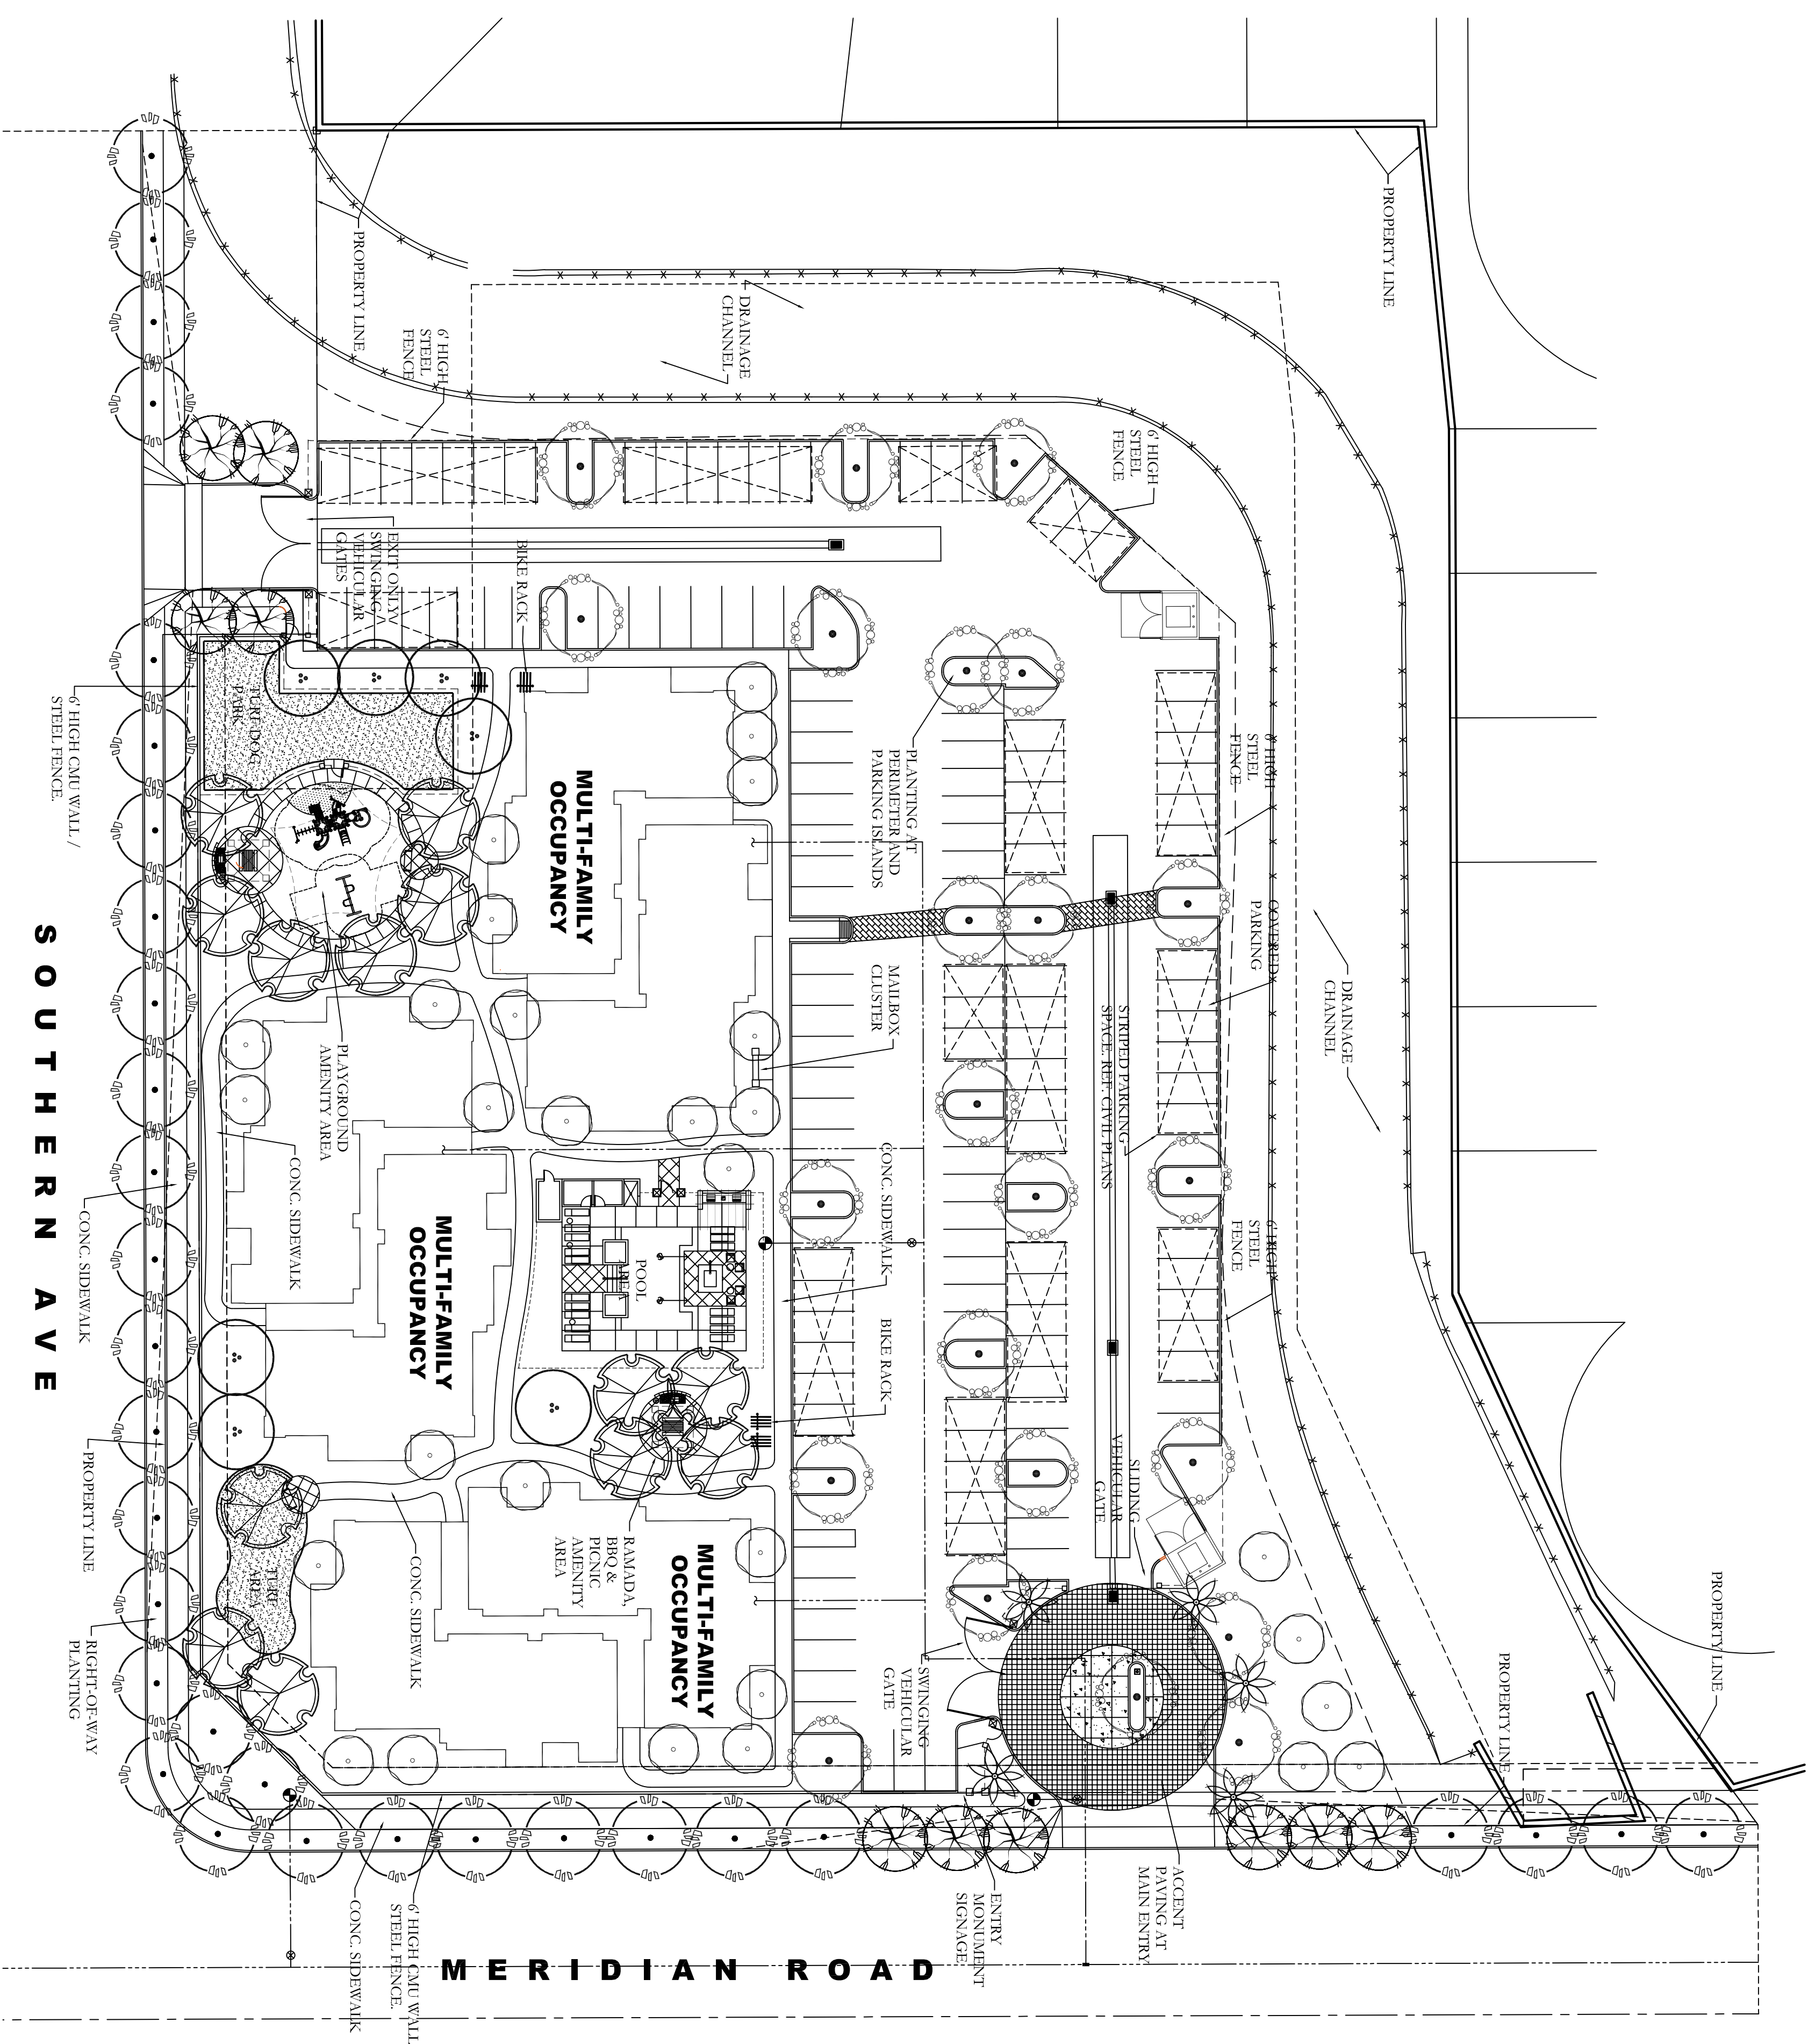 PROPERTY LINE
PROPERTY LINE
DRAINAGE
CHANNEL
6' HIGH
STEEL
FENCE
6' HIGH
STEEL
FENCE
EXIT ONLY
SWINGING
VEHICULAR
GATES
BIKE RACK
TURF DOG
PARK
6' HIGH CMU WALL /
STEEL FENCE.
MULTI-FAMILY
OCCUPANCY
PLANTING AT
PERIMETER AND
PARKING ISLANDS
6' HIGH
STEEL
FENCE
COVERED
PARKING
DRAINAGE
CHANNEL
MAILBOX
CLUSTER
STRIPED PARKING
SPACE. REF. CIVIL PLANS
PLAYGROUND
AMENITY AREA
CONC. SIDEWALK
CONC. SIDEWALK
CONC. SIDEWALK
6' HIGH
STEEL
FENCE
MULTI-FAMILY
OCCUPANCY
POOL
AREA
BIKE RACK
SOUTHERN AVE
PROPERTY LINE
SLIDING
VEHICULAR
GATE
RAMADA,
BBQ &
PICNIC
AMENITY
AREA
MULTI-FAMILY
OCCUPANCY
CONC. SIDEWALK
TURF
AREA
RIGHT-OF-WAY
PLANTING
SWINGING
VEHICULAR
GATE
PROPERTY LINE
PROPERTY LINE
ACCENT
PAVING AT
MAIN ENTRY
ENTRY
MONUMENT
SIGNAGE
6' HIGH CMU WALL
STEEL FENCE.
CONC. SIDEWALK
MERIDIAN ROAD